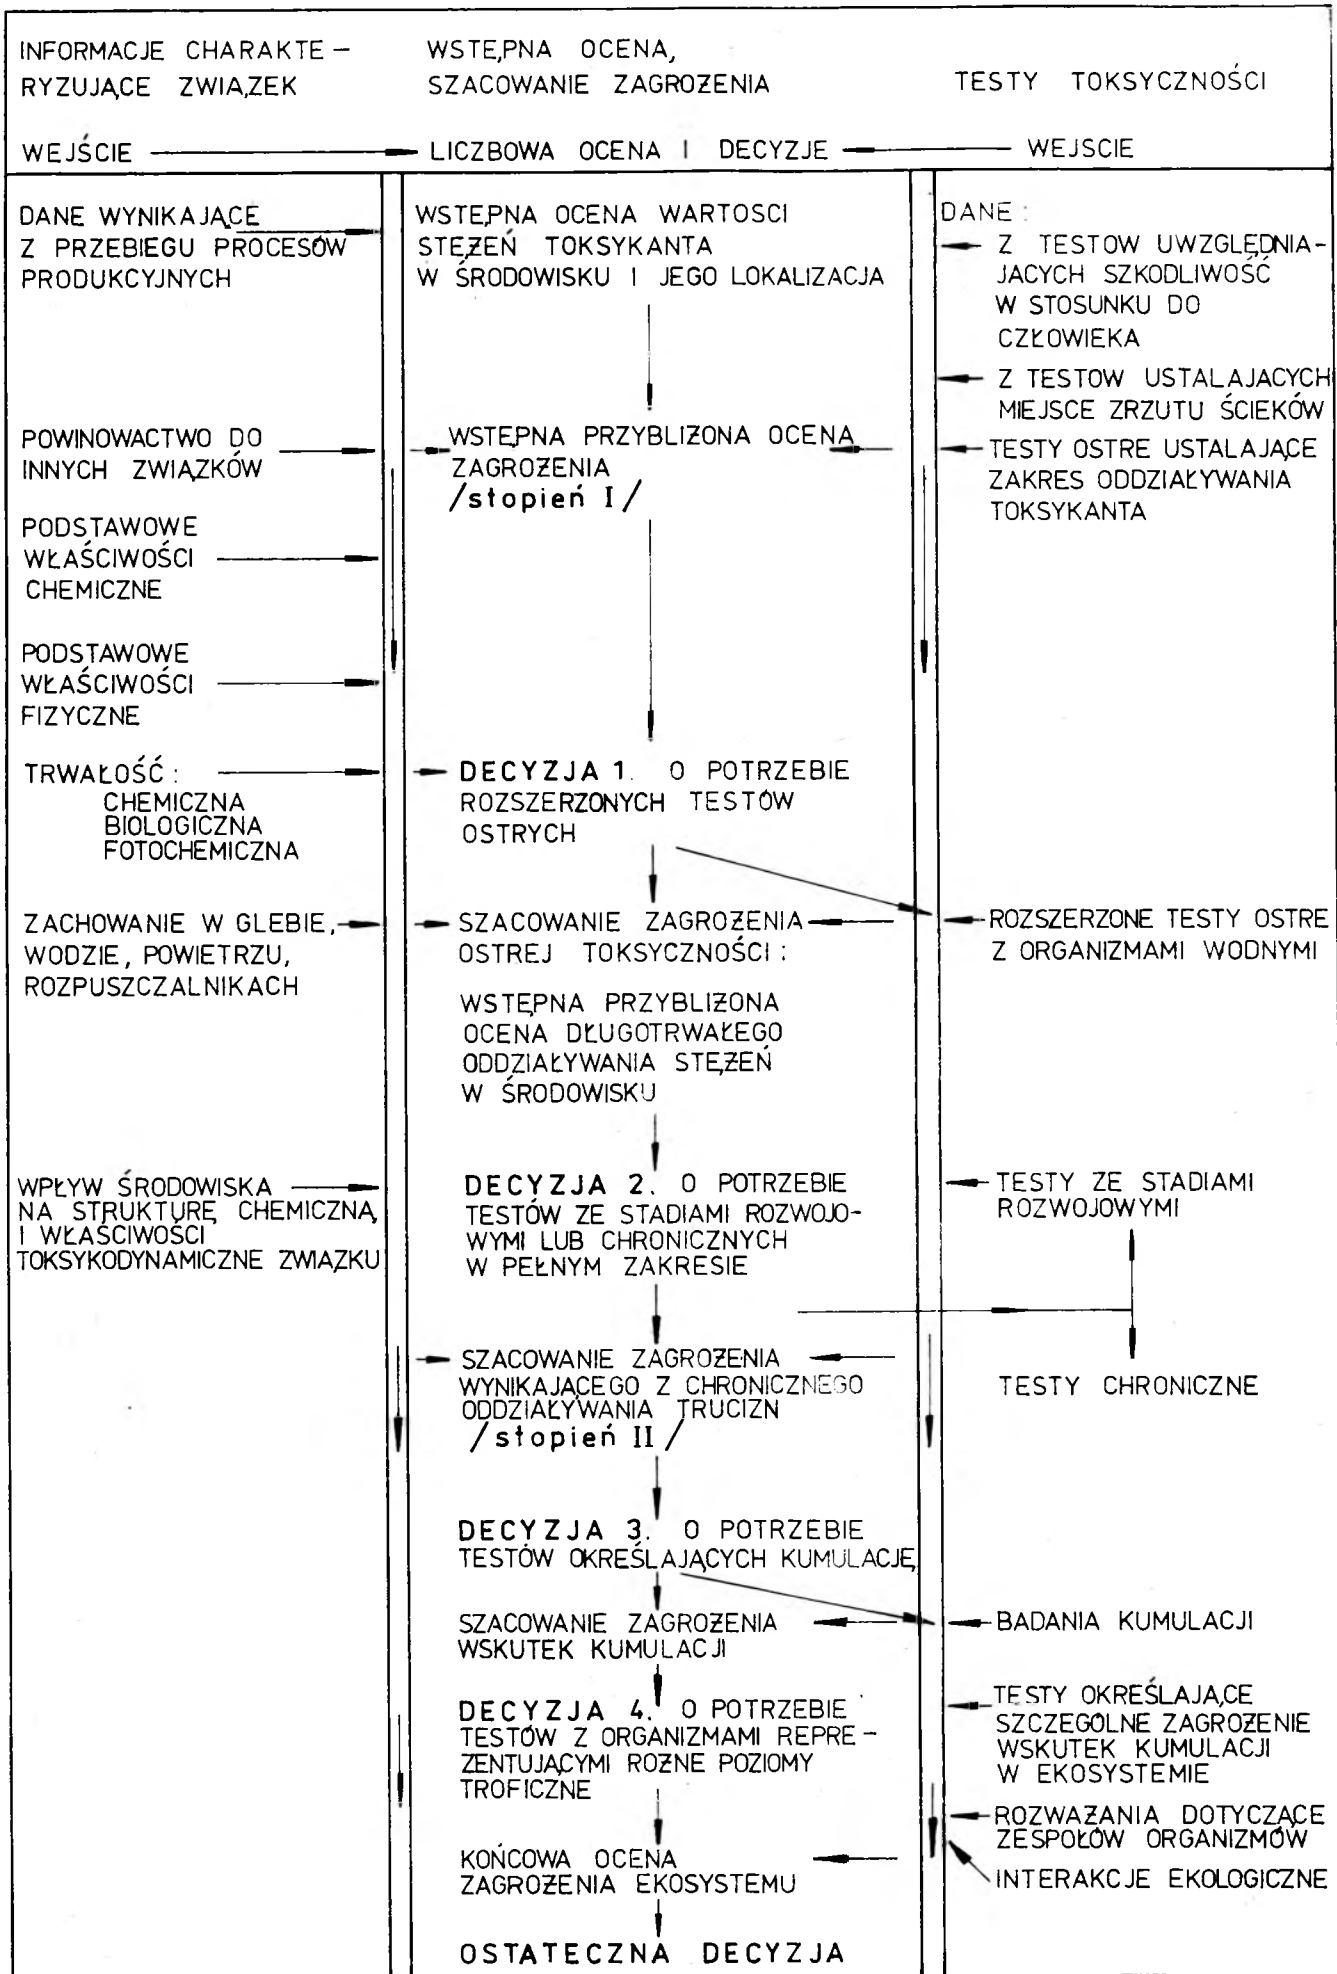 INFORMACJE CHARAKTE-
RYZUJĄCE ZWIĄZEK
WSTĘPNA OCENA,
SZACOWANIE ZAGROŻENIA
TESTY TOKSYCZNOŚCI
WEJŚCIE
LICZBOWA OCENA I DECYZJE
WEJSCIE
DANE WYNIKAJĄCE
Z PRZEBIEGU PROCESÓW
PRODUKCYJNYCH
POWINOWACTWO DO
INNYCH ZWIĄZKÓW
PODSTAWOWE
WŁAŚCIWOŚCI
CHEMICZNE
PODSTAWOWE
WŁAŚCIWOŚCI
FIZYCZNE
TRWAŁOŚĆ:
CHEMICZNA
BIOLOGICZNA
FOTOCHEMICZNA
ZACHOWANIE W GLEBIE,
WODZIE, POWIETRZU,
ROZPUSZCZALNIKACH
WPŁYW ŚRODOWISKA
NA STRUKTURĘ CHEMICZNĄ
I WŁAŚCIWOŚCI
TOKSYKODYNAMICZNE ZWIĄZKU
WSTĘPNA OCENA WARTOSCI
STĘŻEŃ TOKSYKANTA
W ŚRODOWISKU I JEGO LOKALIZACJA
WSTĘPNA PRZYBLIŻONA OCENA
ZAGROŻENIA
/stopień I/
DECYZJA 1. O POTRZEBIE
ROZSZERZONYCH TESTÓW
OSTRYCH
SZACOWANIE ZAGROŻENIA
OSTREJ TOKSYCZNOŚCI:
WSTĘPNA PRZYBLIŻONA
OCENA DŁUGOTRWAŁEGO
ODDZIAŁYWANIA STĘŻEŃ
W ŚRODOWISKU
DECYZJA 2. O POTRZEBIE
TESTÓW ZE STADIAMI ROZWOJO-
WYMI LUB CHRONICZNYCH
W PEŁNYM ZAKRESIE
SZACOWANIE ZAGROŻENIA
WYNIKAJĄCEGO Z CHRONICZNEGO
ODDZIAŁYWANIA TRUCIZN
/stopień II/
DECYZJA 3. O POTRZEBIE
TESTÓW OKREŚLAJĄCYCH KUMULACJĘ
SZACOWANIE ZAGROŻENIA
WSKUTEK KUMULACJI
DECYZJA 4. O POTRZEBIE
TESTÓW Z ORGANIZMAMI REPRE-
ZENTUJĄCYMI ROŻNE POZIOMY
TROFICZNE
KOŃCOWA OCENA
ZAGROŻENIA EKOSYSTEMU
OSTATECZNA DECYZJA
DANE:
Z TESTOW UWZGLĘDNIA-
JACYCH SZKODLIWOŚĆ
W STOSUNKU DO
CZŁOWIEKA
Z TESTOW USTALAJACYCH
MIEJSCE ZRZUTU ŚCIEKÓW
TESTY OSTRE USTALAJĄCE
ZAKRES ODDZIAŁYWANIA
TOKSYKANTA
ROZSZERZONE TESTY OSTRE
Z ORGANIZMAMI WODNYMI
TESTY ZE STADIAMI
ROZWOJOWYMI
TESTY CHRONICZNE
BADANIA KUMULACJI
TESTY OKREŚLAJĄCE
SZCZEGOLNE ZAGROŻENIE
WSKUTEK KUMULACJI
W EKOSYSTEMIE
ROZWAŻANIA DOTYCZĄCE
ZESPOŁÓW ORGANIZMÓW
INTERAKCJE EKOLOGICZNE